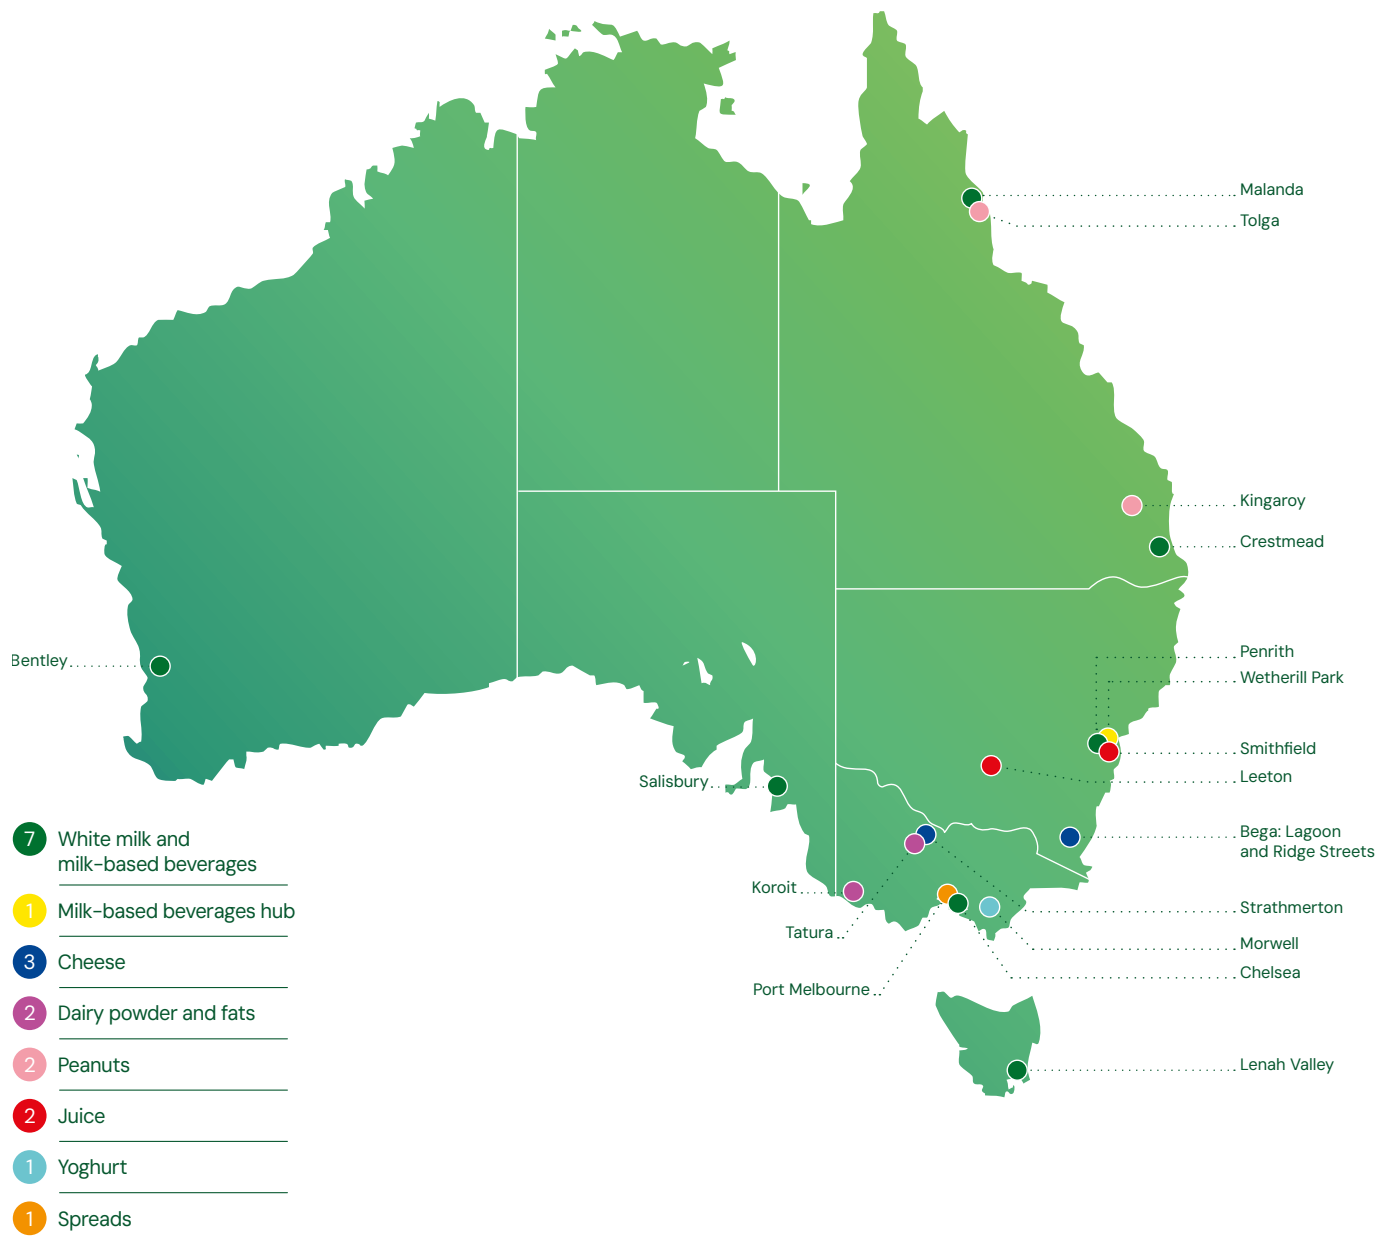 Malanda
Tolga
Kingaroy
Crestmead
Bentley
Penrith
Wetherill Park
Smithfield
Leeton
Salisbury
Bega: Lagoon
and Ridge Streets
Koroit
Strathmerton
Tatura
Morwell
Chelsea
Port Melbourne
Lenah Valley
7 White milk and
milk-based beverages
1 Milk-based beverages hub
3 Cheese
2 Dairy powder and fats
2 Peanuts
2 Juice
1 Yoghurt
1 Spreads